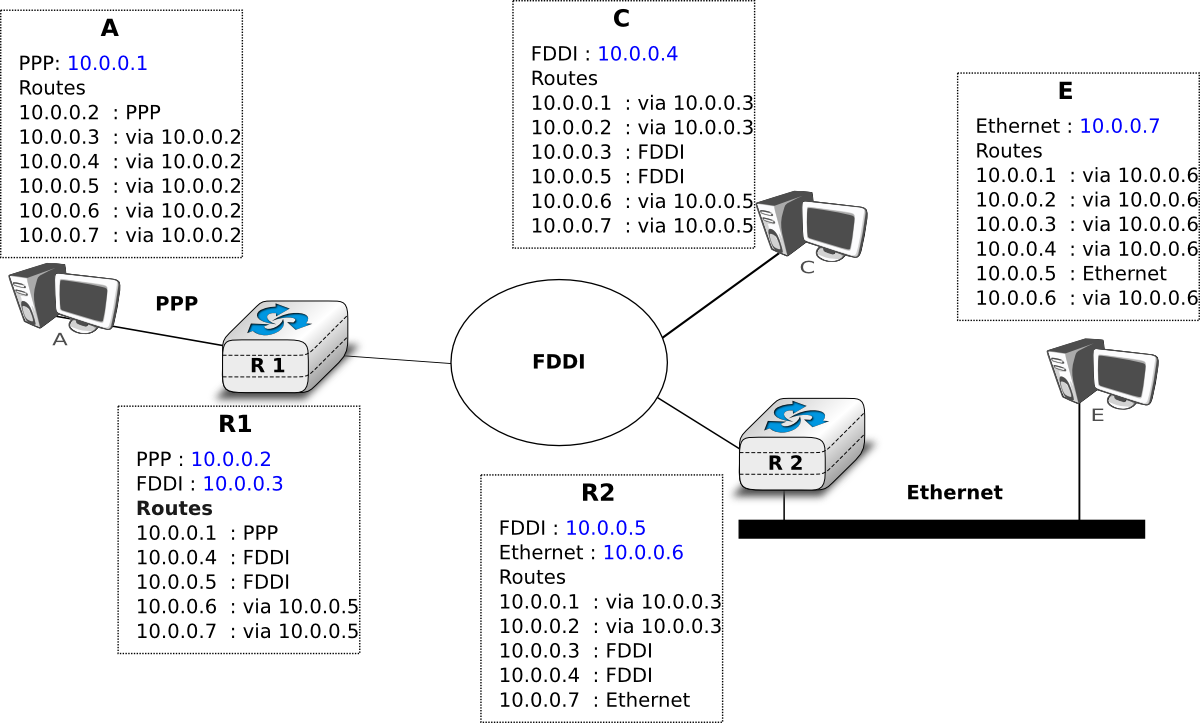 A
PPP: 10.0.0.1
Routes
10.0.0.2 : PPP
10.0.0.3 : via 10.0.0.2
10.0.0.4 : via 10.0.0.2
10.0.0.5 : via 10.0.0.2
10.0.0.6 : via 10.0.0.2
10.0.0.7 : via 10.0.0.2
C
FDDI : 10.0.0.4
Routes
10.0.0.1 : via 10.0.0.3
10.0.0.2 : via 10.0.0.3
10.0.0.3 : FDDI
10.0.0.5 : FDDI
10.0.0.6 : via 10.0.0.5
10.0.0.7 : via 10.0.0.5
E
Ethernet : 10.0.0.7
Routes
10.0.0.1 : via 10.0.0.6
10.0.0.2 : via 10.0.0.6
10.0.0.3 : via 10.0.0.6
10.0.0.4 : via 10.0.0.6
10.0.0.5 : Ethernet
10.0.0.6 : via 10.0.0.6
A
PPP
R 1
FDDI
C
R 2
E
Ethernet
R1
PPP : 10.0.0.2
FDDI : 10.0.0.3
Routes
10.0.0.1 : PPP
10.0.0.4 : FDDI
10.0.0.5 : FDDI
10.0.0.6 : via 10.0.0.5
10.0.0.7 : via 10.0.0.5
R2
FDDI : 10.0.0.5
Ethernet : 10.0.0.6
Routes
10.0.0.1 : via 10.0.0.3
10.0.0.2 : via 10.0.0.3
10.0.0.3 : FDDI
10.0.0.4 : FDDI
10.0.0.7 : Ethernet